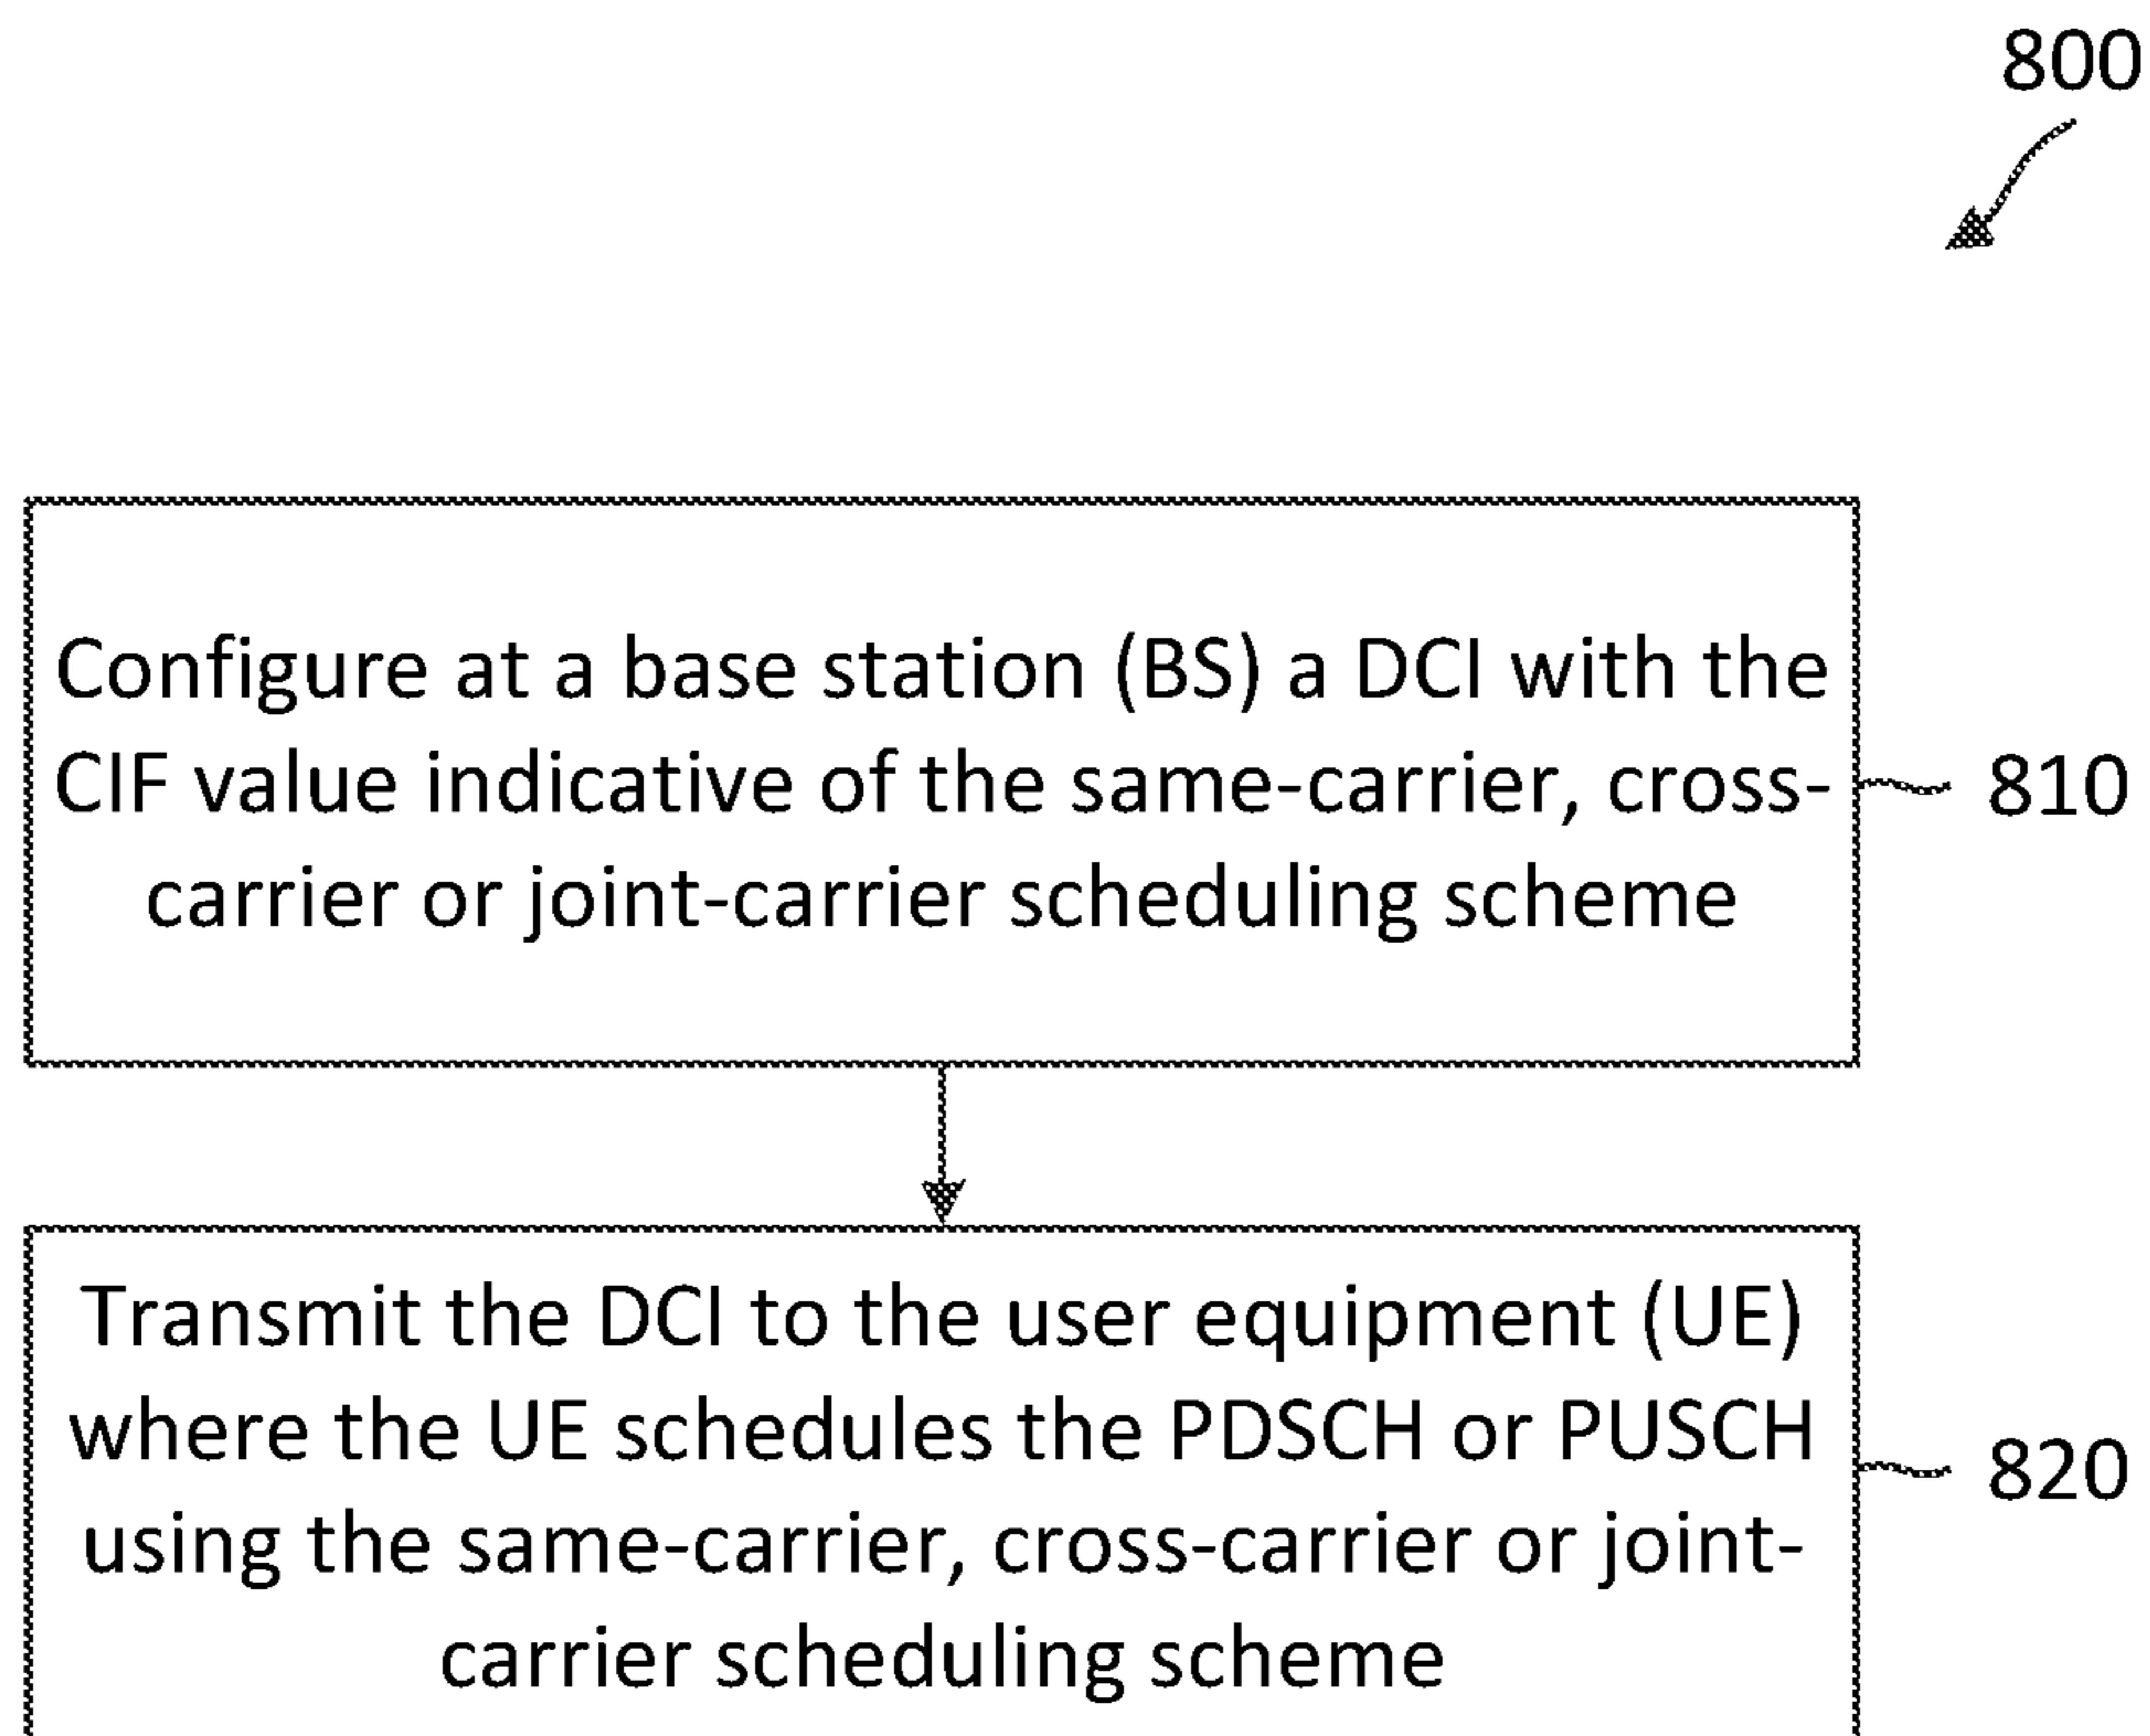 800
Configure at a base station (BS) a DCI with the
CIF value indicative of the same-carrier, cross-
carrier or joint-carrier scheduling scheme
810
Transmit the DCI to the user equipment (UE)
where the UE schedules the PDSCH or PUSCH
using the same-carrier, cross-carrier or joint-
carrier scheduling scheme
820